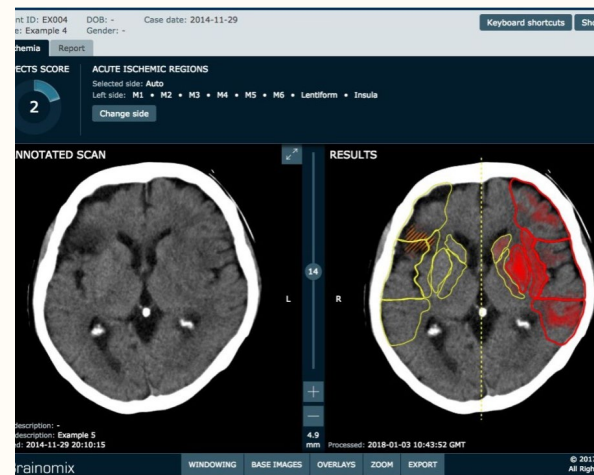 nt ID: EX004 DOB: - Case date: 2014-11-29
e: Example 4 Gender: -
Keyboard shortcuts Sho
hemia Report
PECTS SCORE
2
ACUTE ISCHEMIC REGIONS
Selected side: Auto
Left side: M1 • M2 • M3 • M4 • M5 • M6 • Lentiform • Insula
Change side
NNOTATED SCAN
RESULTS
14
L
R
+
—
4.9
mm
description: -
description: Example 5
ed: 2014-11-29 20:10:15
Processed: 2018-01-03 10:43:52 GMT
rainomix
WINDOWING BASE IMAGES OVERLAYS ZOOM EXPORT
© 2017
All Righ